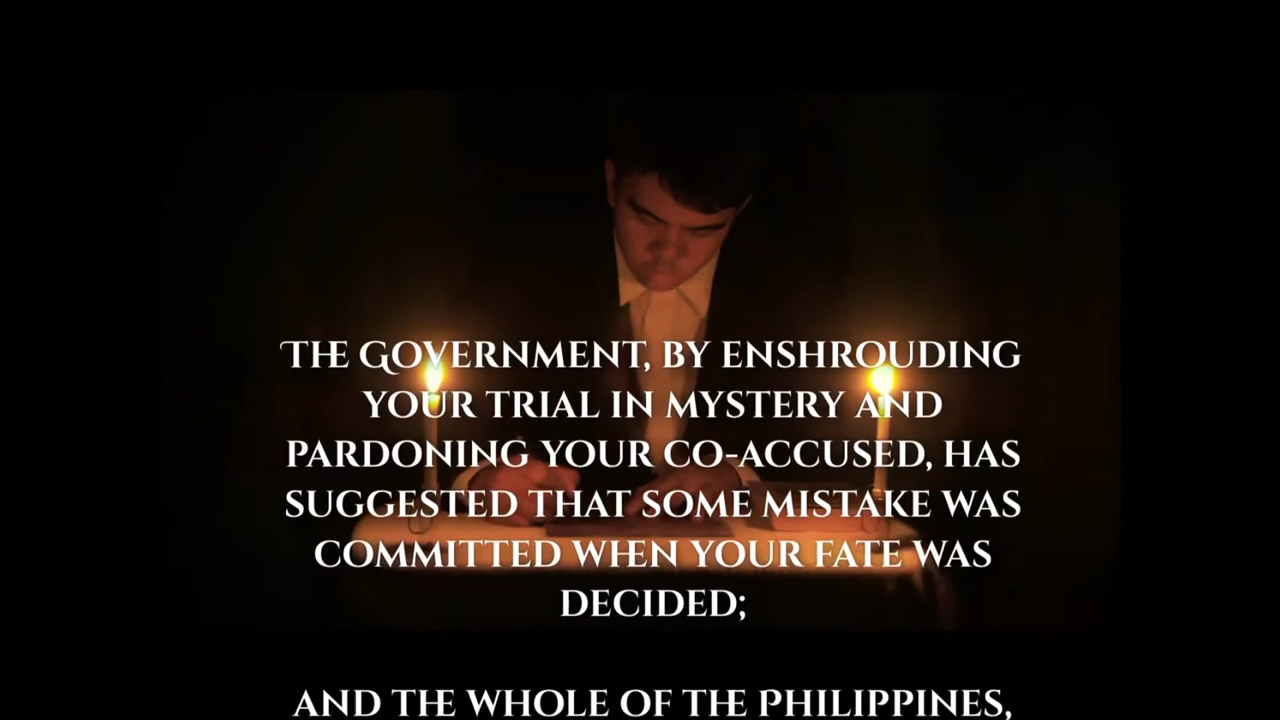 The Government, by enshrouding
your trial in mystery and
pardoning your co-accused, has
suggested that some mistake was
committed when your fate was
decided;
and the whole of the Philippines,